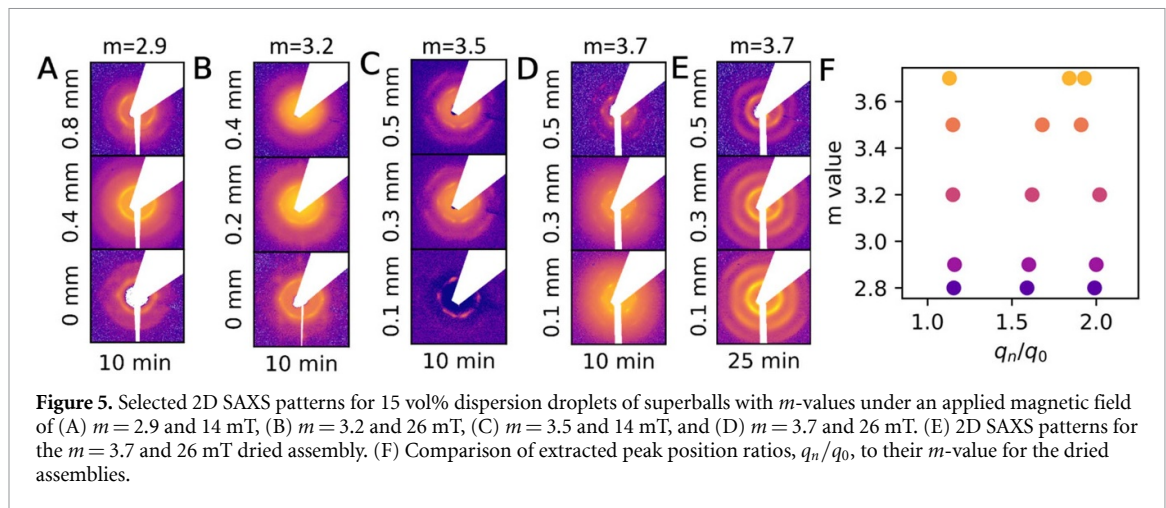 A
m=2.9
0.8 mm
0.4 mm
0 mm
10 min
B
m=3.2
0.4 mm
0.2 mm
0 mm
10 min
C
m=3.5
0.5 mm
0.3 mm
0.1 mm
10 min
D
m=3.7
0.5 mm
0.3 mm
0.1 mm
10 min
E
m=3.7
0.5 mm
0.3 mm
0.1 mm
25 min
F
m value
3.6
3.4
3.2
3.0
2.8
1.0 1.5 2.0
qn/q0
Figure 5. Selected 2D SAXS patterns for 15 vol% dispersion droplets of superballs with m-values under an applied magnetic field
of (A) m = 2.9 and 14 mT, (B) m = 3.2 and 26 mT, (C) m = 3.5 and 14 mT, and (D) m = 3.7 and 26 mT. (E) 2D SAXS patterns for
the m = 3.7 and 26 mT dried assembly. (F) Comparison of extracted peak position ratios, qn/q0, to their m-value for the dried
assemblies.